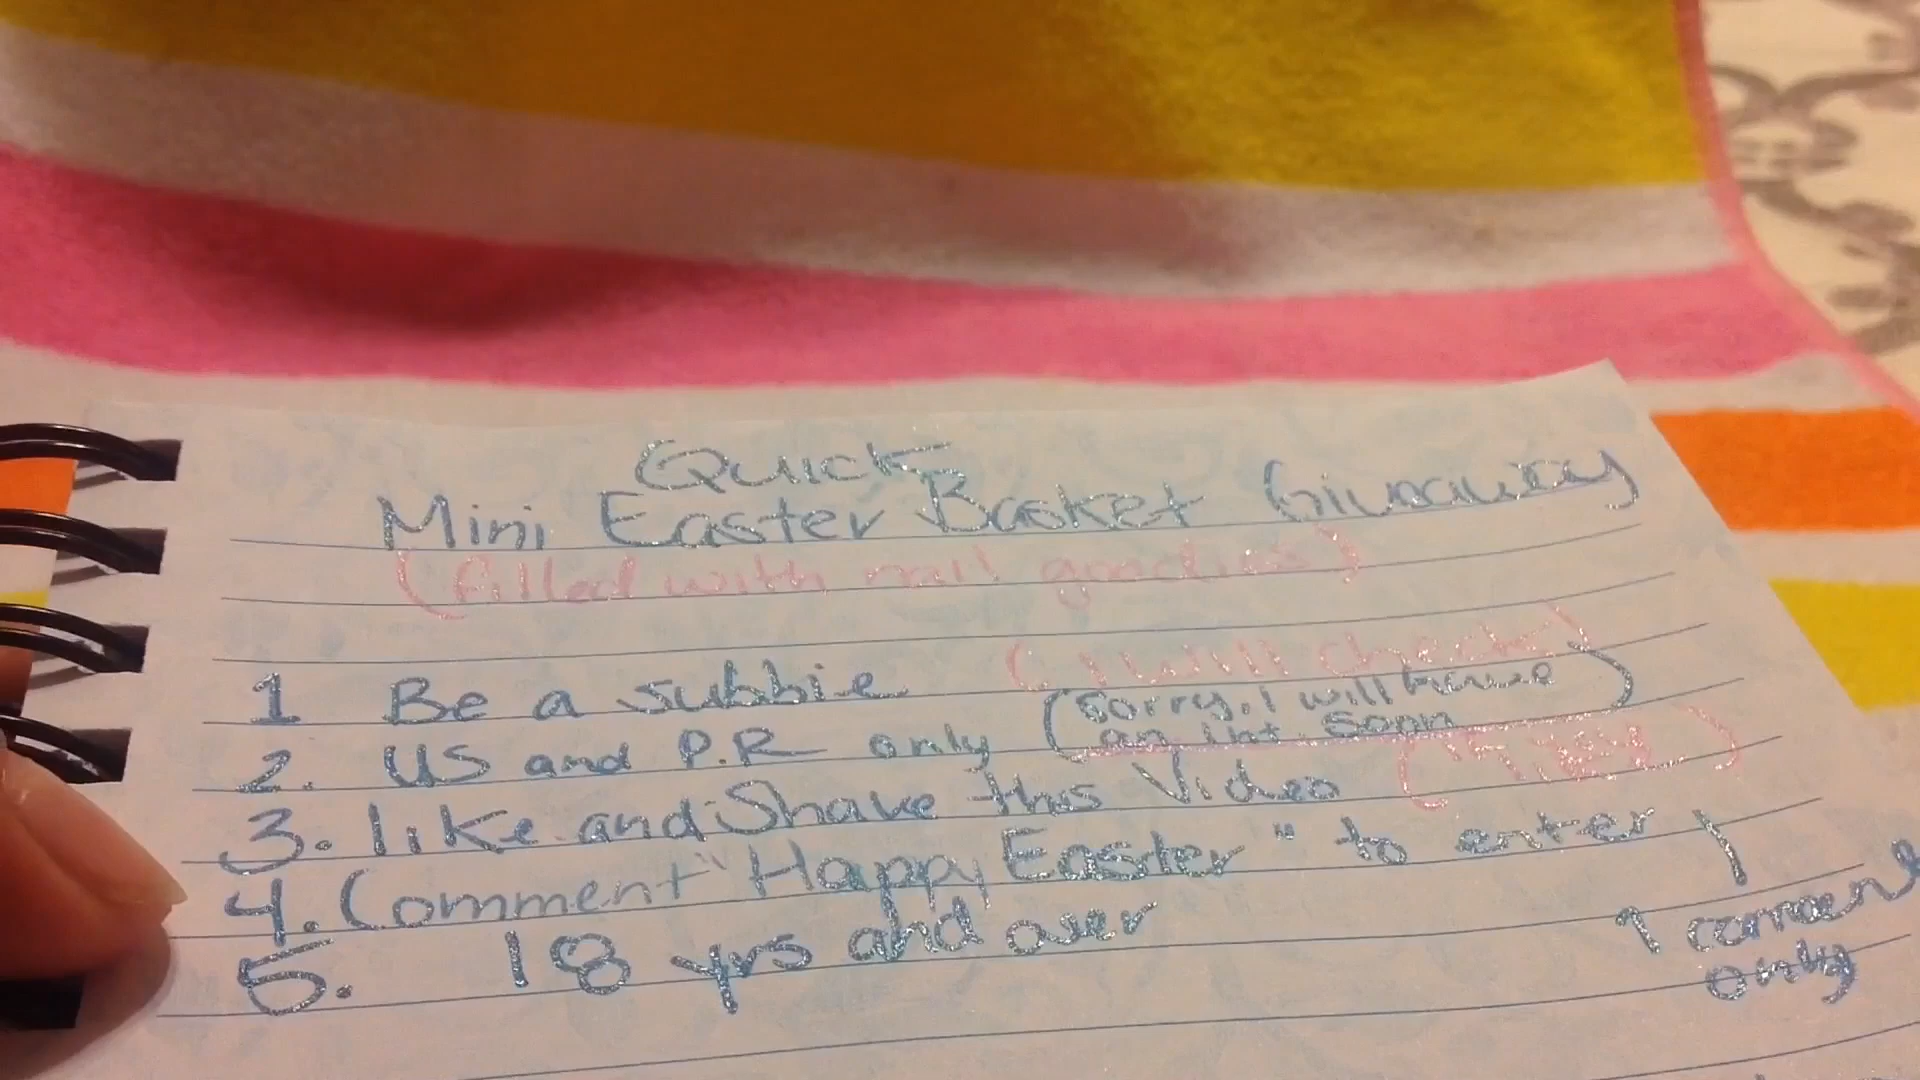 Quick
Mini Easter Basket Givaway
(filled with nail goodies)
1 Be a subbie (I will check)
2. US and P.R only (Sorry, I will have
an int. soon)
3. like and Share this Video
4. Comment "Happy Easter" to enter
5. 18 yrs and over
1 comment
only